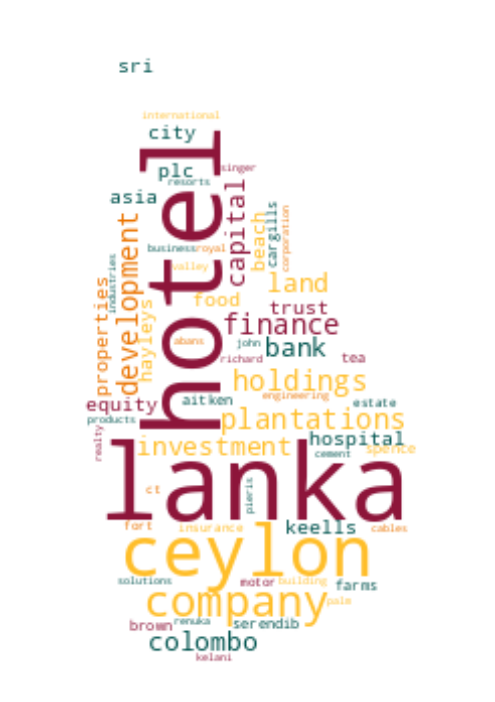 sri
international
city
hotel
plc
singer
resorts
capital
asia
cargills
corporation
beach
development
business
royal
industries
valley
properties
land
hayleys
food
trust
finance
abans
john
bank
richard
tea
holdings
engineering
equity
aitken
estate
products
plantations
realty
investment
hospital
spence
cement
lanka
pieris
ct
fort
insurance
keells
cables
ceylon
solutions
motor
building
farms
company
palm
brown
renuka
serendib
colombo
kelani